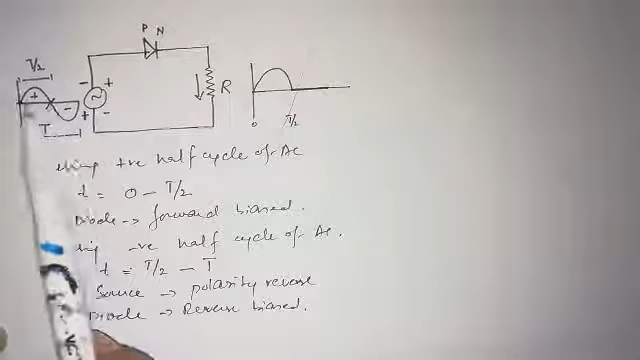 P N
T/2
+
-
- +
+ -
~
T
R
0
T/2
+ve half cycle of AC
t = 0 - T/2
Diode → forward biased.
-ve half cycle of AC.
t = T/2 - T
Source → polarity reverse
Diode → Reverse biased.